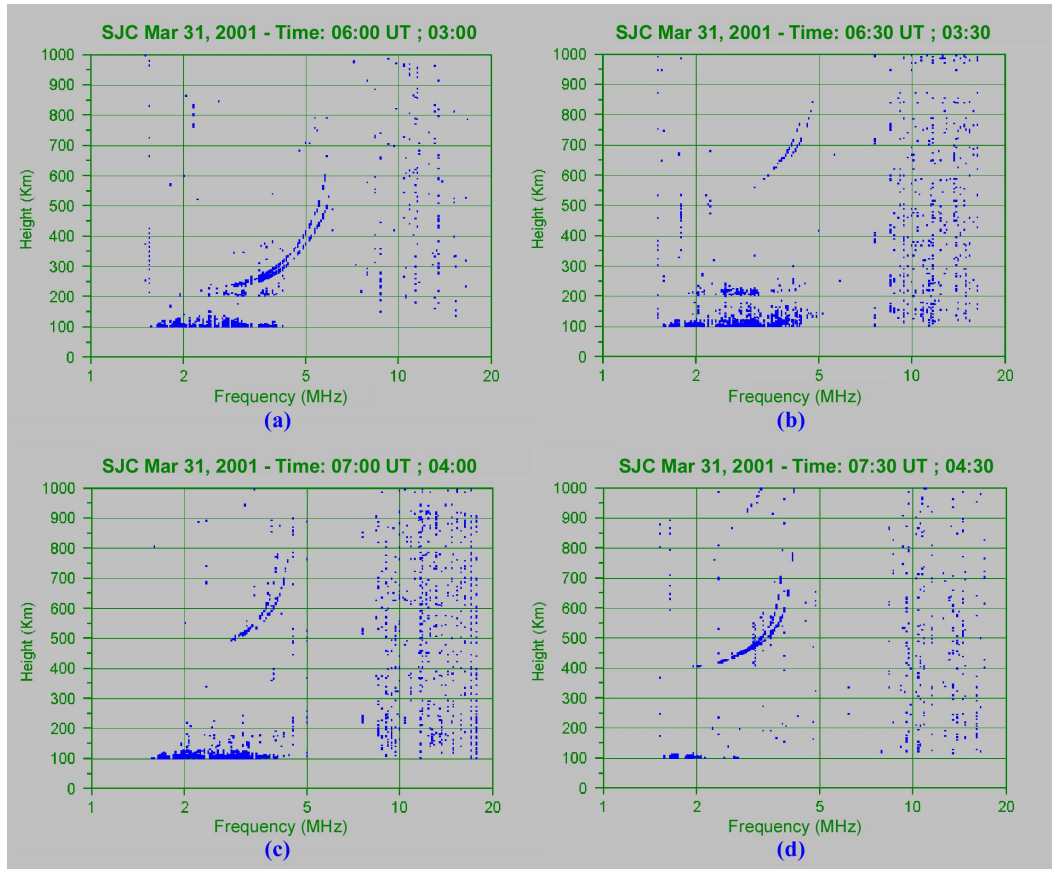 SJC Mar 31, 2001 - Time: 06:00 UT ; 03:00
1000
900
800
700
600
500
400
300
200
100
0
Height (Km)
1 2 5 10 20
Frequency (MHz)
(a)
SJC Mar 31, 2001 - Time: 06:30 UT ; 03:30
1000
900
800
700
600
500
400
300
200
100
0
Height (Km)
1 2 5 10 20
Frequency (MHz)
(b)
SJC Mar 31, 2001 - Time: 07:00 UT ; 04:00
1000
900
800
700
600
500
400
300
200
100
0
Height (Km)
1 2 5 10 20
Frequency (MHz)
(c)
SJC Mar 31, 2001 - Time: 07:30 UT ; 04:30
1000
900
800
700
600
500
400
300
200
100
0
Height (Km)
1 2 5 10 20
Frequency (MHz)
(d)